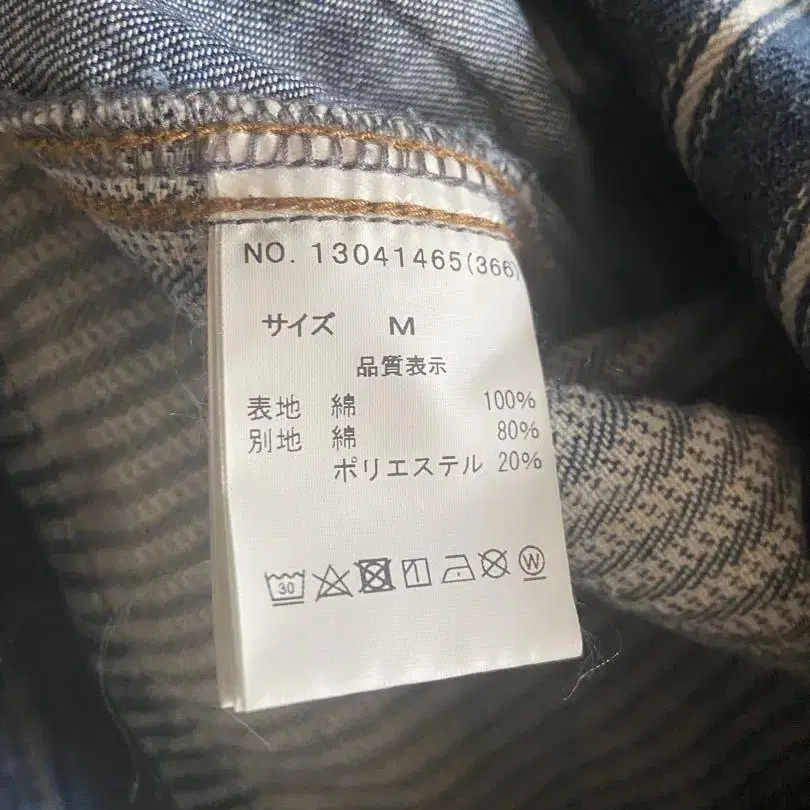 NO. 13041465(366)
サイズ M
品質表示
表地 綿 100%
別地 綿 80%
ポリエステル 20%
30 W